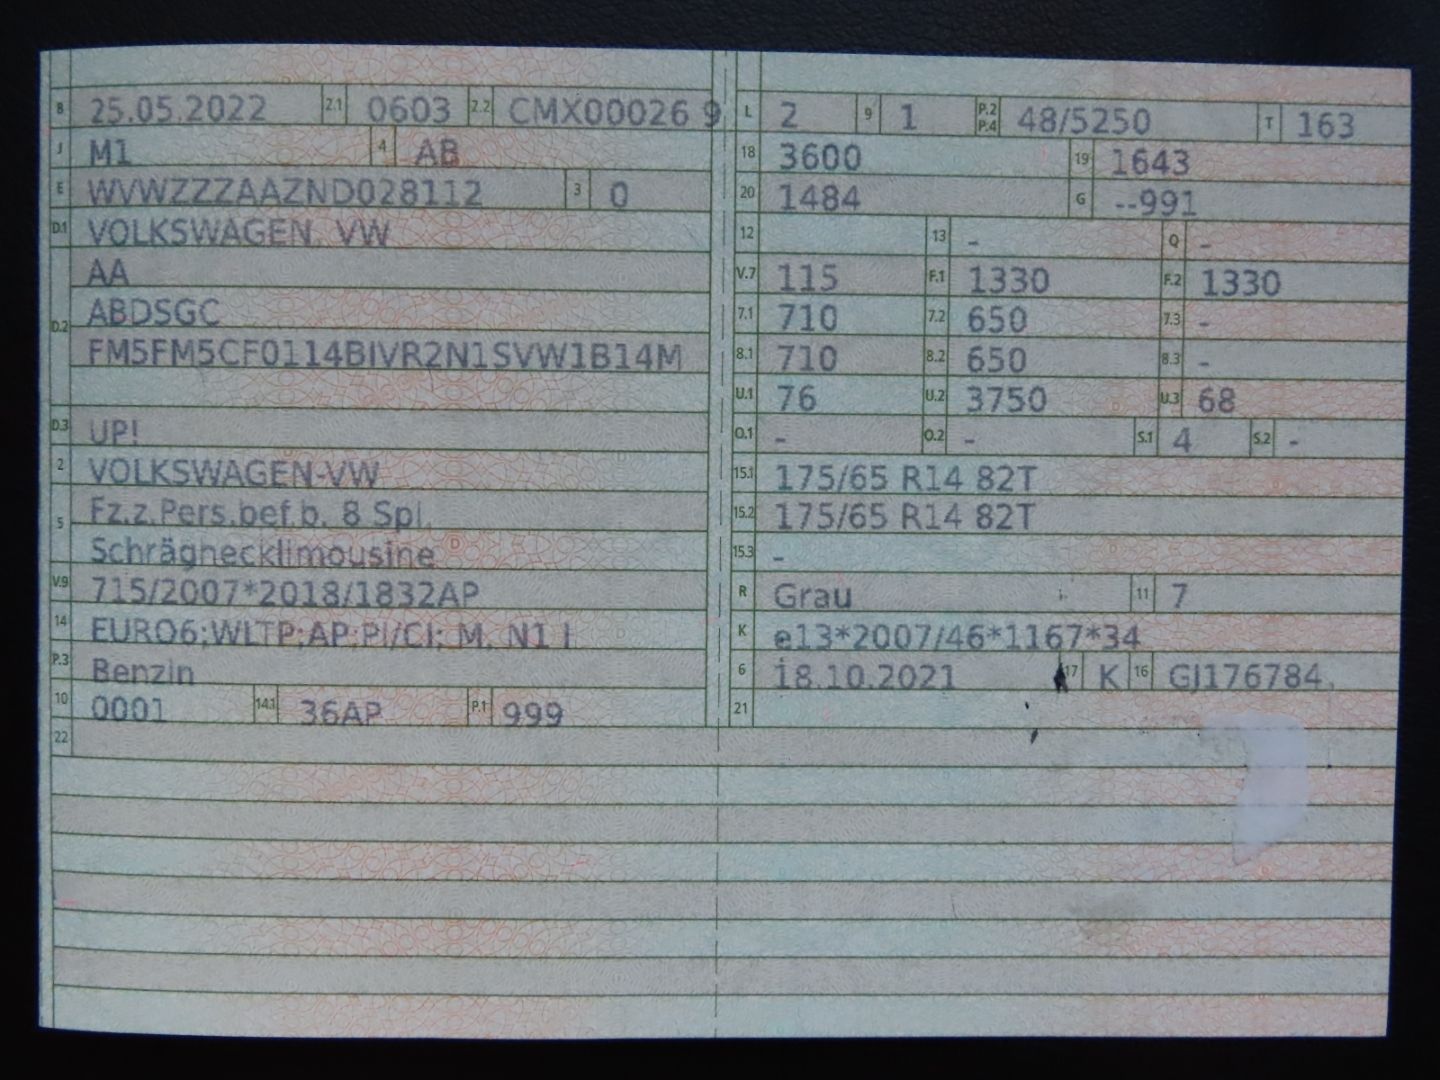 B 25.05.2022 2.1 0603 2.2 CMX00026 9
J M1 4 AB
E WVWZZZAAZND028112 3 0
D.1 VOLKSWAGEN, VW
AA
D.2 ABDSGC
FM5FM5CF0114BIVR2N1SVW1B14M
D.3 UP!
2 VOLKSWAGEN-VW
5 Fz.z.Pers.bef.b. 8 Spl.
Schräghecklimousine
V.9 715/2007*2018/1832AP
14 EURO6;WLTP;AP;PI/CI; M, N1 I
P.3 Benzin
10 0001 14.1 36AP P.1 999
22
L 2 9 1 P.2 P.4 48/5250 T 163
18 3600 19 1643
20 1484 G --991
12 13 - Q -
V.7 115 F.1 1330 F.2 1330
7.1 710 7.2 650 7.3 -
8.1 710 8.2 650 8.3 -
U.1 76 U.2 3750 U.3 68
O.1 - O.2 - S.1 4 S.2 -
15.1 175/65 R14 82T
15.2 175/65 R14 82T
15.3 -
R Grau 11 7
K e13*2007/46*1167*34
6 18.10.2021 17 K 16 GJ176784
21